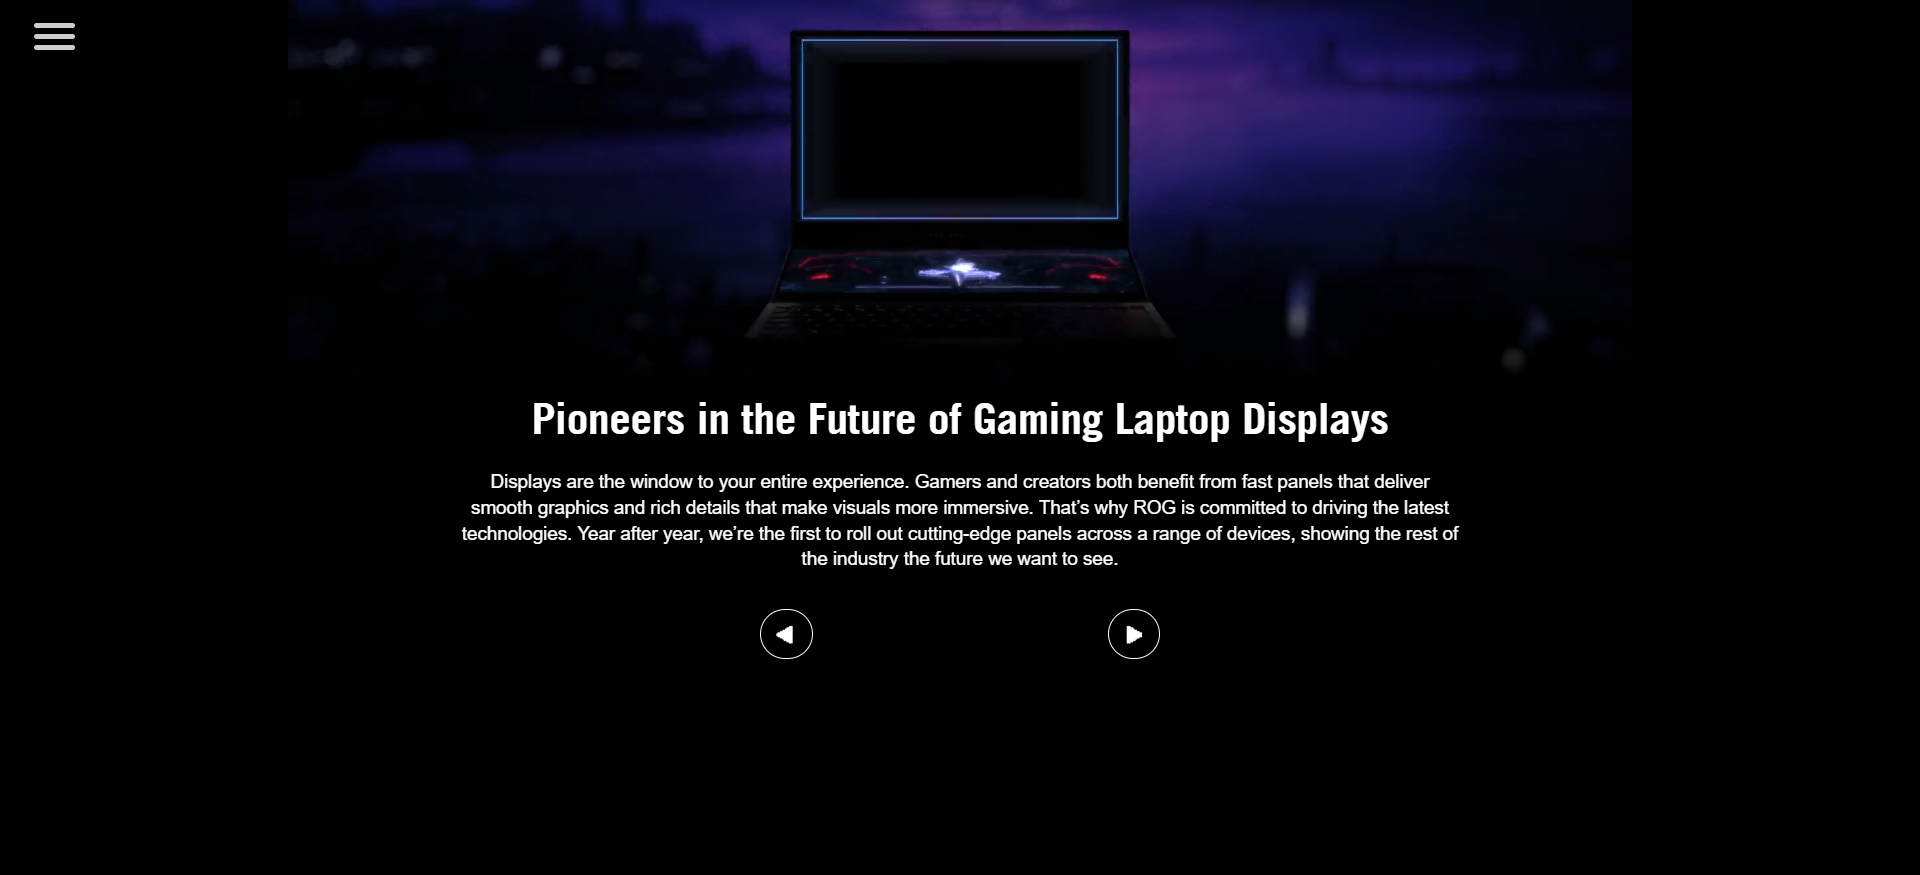 Pioneers in the Future of Gaming Laptop Displays
Displays are the window to your entire experience. Gamers and creators both benefit from fast panels that deliver
smooth graphics and rich details that make visuals more immersive. That’s why ROG is committed to driving the latest
technologies. Year after year, we’re the first to roll out cutting-edge panels across a range of devices, showing the rest of
the industry the future we want to see.